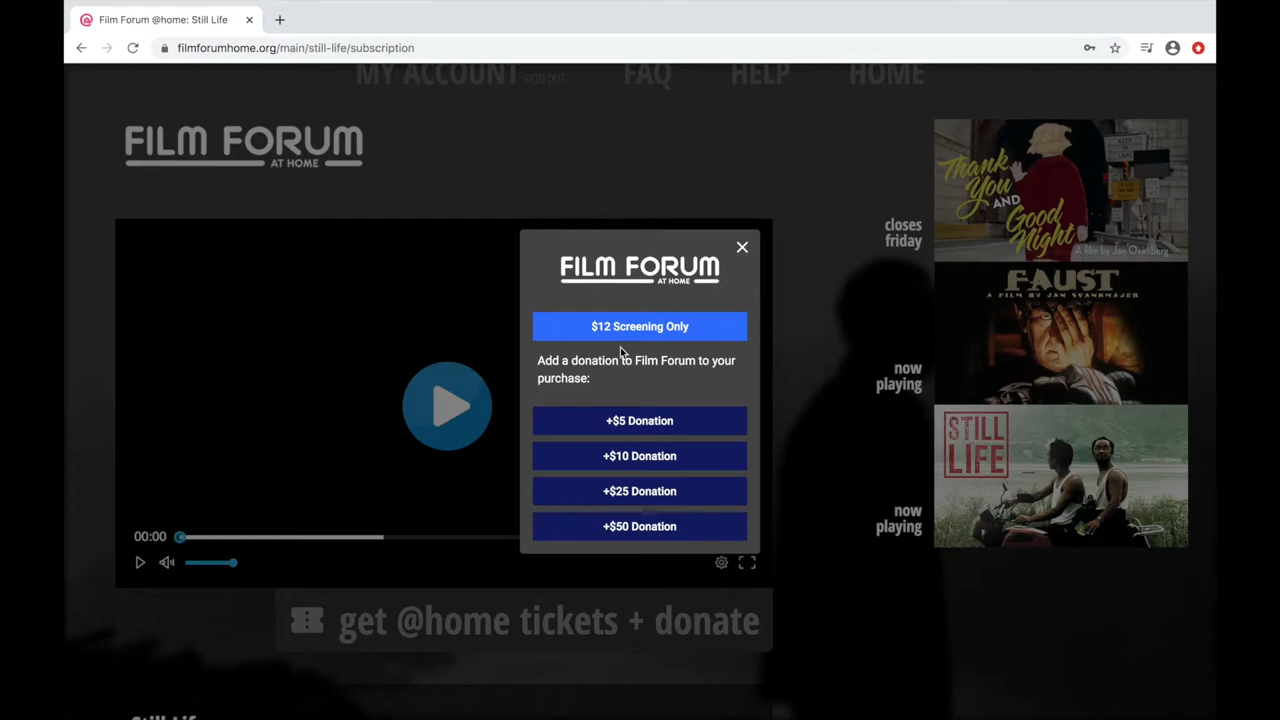 Film Forum @home: Still Life
filmforumhome.org/main/still-life/subscription
MY ACCOUNT SIGN OUT FAQ HELP HOME
FILM FORUM
AT HOME
FILM FORUM
AT HOME
$12 Screening Only
Add a donation to Film Forum to your
purchase:
+$5 Donation
+$10 Donation
+$25 Donation
+$50 Donation
00:00
get @home tickets + donate
Still Life
closes
friday
THANK
YOU
AND
Good
Night
A film by Jan Oxenberg
now
playing
FAUST
A FILM BY JAN SVANKMAJER
now
playing
STILL
LIFE